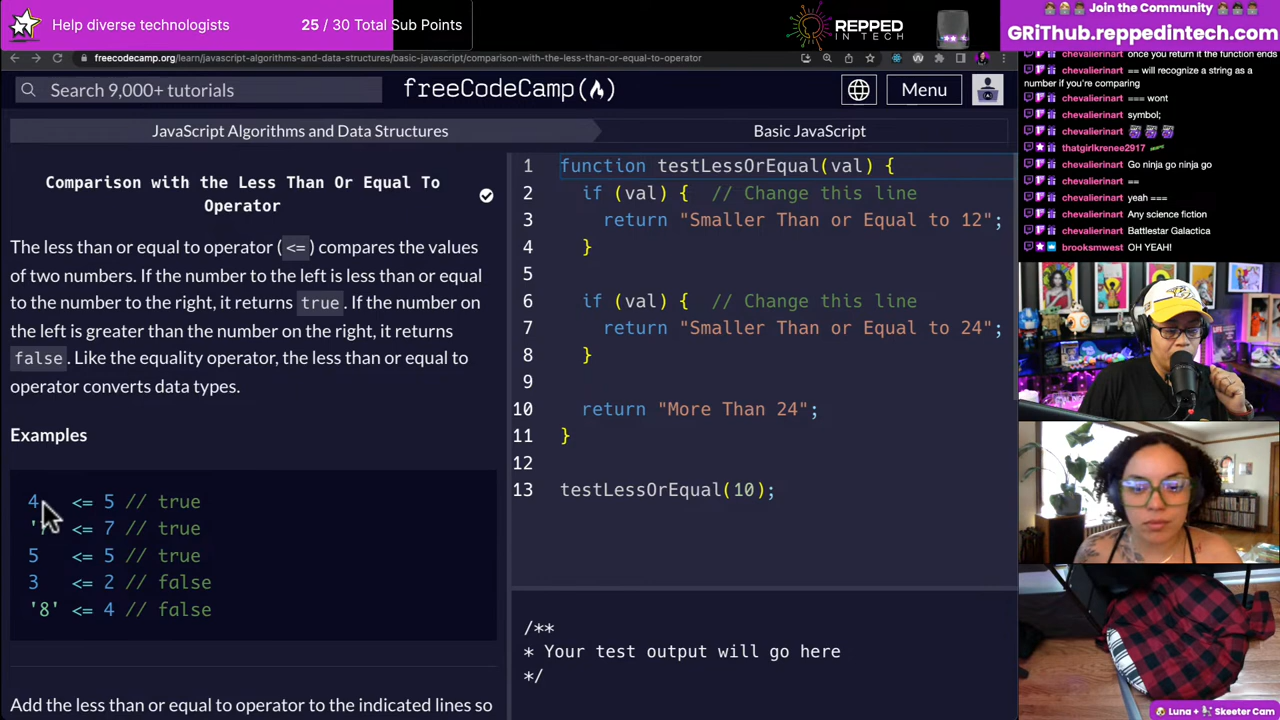 Help diverse technologists
25 / 30 Total Sub Points
REPPED
IN TECH
Join the Community
GRiThub.reppedintech.com
freecodecamp.org/learn/javascript-algorithms-and-data-structures/basic-javascript/comparison-with-the-less-than-or-equal-to-operator
Search 9,000+ tutorials
freeCodeCamp
Menu
JavaScript Algorithms and Data Structures
Basic JavaScript
Comparison with the Less Than Or Equal To
Operator
The less than or equal to operator (<=) compares the values
of two numbers. If the number to the left is less than or equal
to the number to the right, it returns true. If the number on
the left is greater than the number on the right, it returns
false. Like the equality operator, the less than or equal to
operator converts data types.
Examples
4 <= 5 // true
<= 7 // true
5 <= 5 // true
3 <= 2 // false
'8' <= 4 // false
Add the less than or equal to operator to the indicated lines so
1 function testLessOrEqual(val) {
2 if (val) { // Change this line
3 return "Smaller Than or Equal to 12";
4 }
5
6 if (val) { // Change this line
7 return "Smaller Than or Equal to 24";
8 }
9
10 return "More Than 24";
11 }
12
13 testLessOrEqual(10);
/**
* Your test output will go here
*/
chevalierinart once you return it the function ends
chevalierinart == will recognize a string as a
number if you're comparing
chevalierinart === wont
chevalierinart symbol;
chevalierinart
thatgirlkrenee2917
chevalierinart Go ninja go ninja go
chevalierinart ==
chevalierinart yeah ===
chevalierinart Any science fiction
chevalierinart Battlestar Galactica
brooksmwest OH YEAH!
Luna + Skeeter Cam